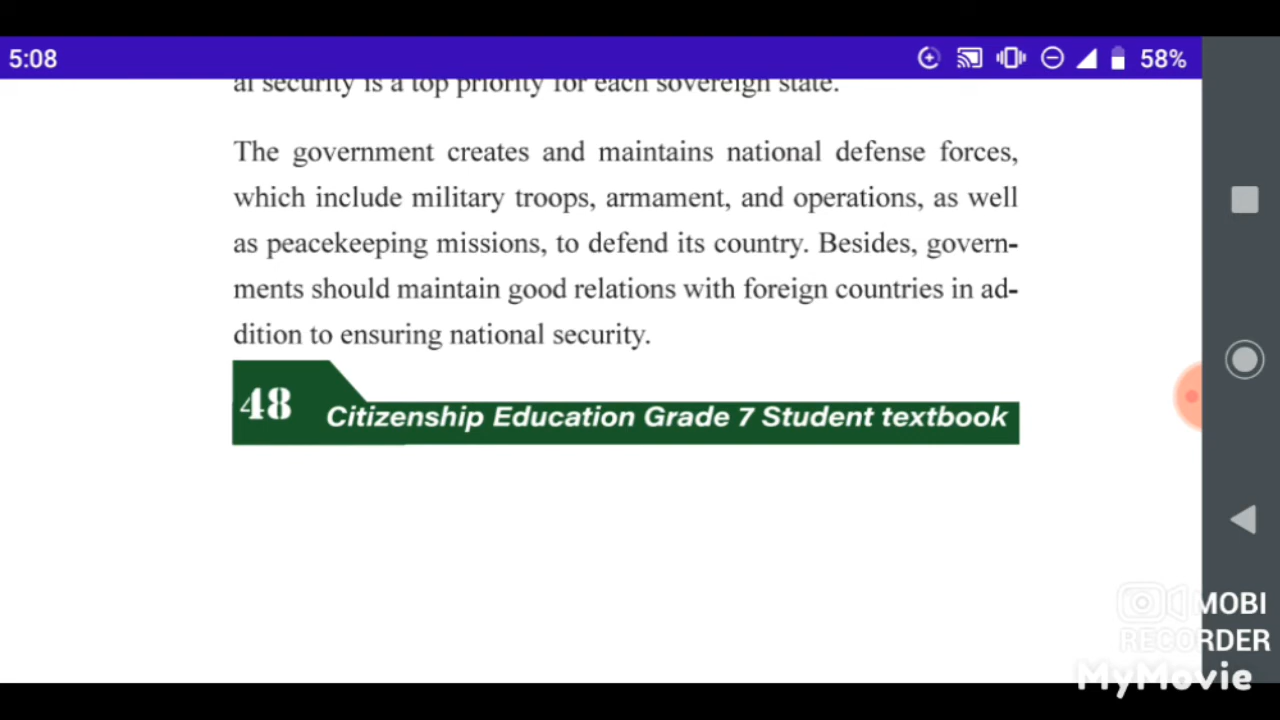 5:08
58%
al security is a top priority for each sovereign state.
The government creates and maintains national defense forces,
which include military troops, armament, and operations, as well
as peacekeeping missions, to defend its country. Besides, govern-
ments should maintain good relations with foreign countries in ad-
dition to ensuring national security.
48
Citizenship Education Grade 7 Student textbook
MOBI
RECORDER
MyMovie